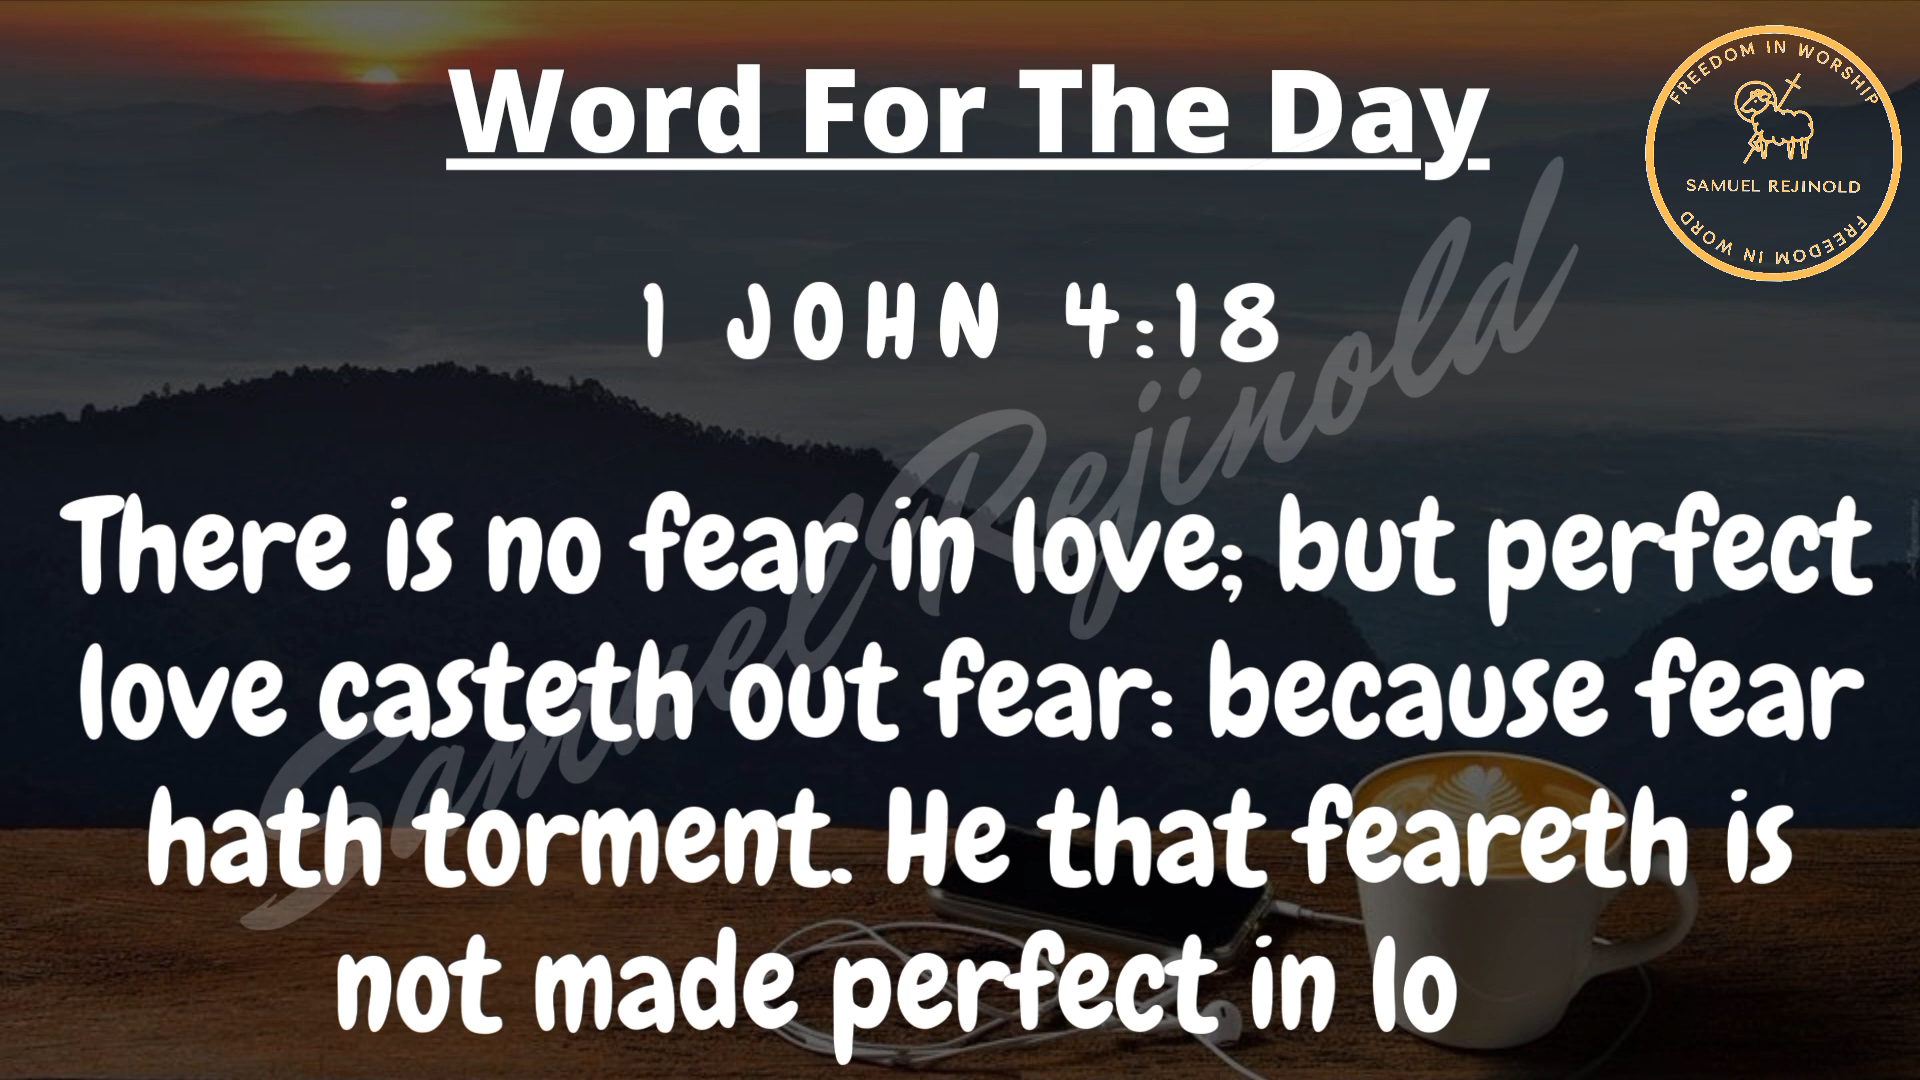 Word For The Day
FREEDOM IN WORSHIP
SAMUEL REJINOLD
FREEDOM IN WORD
1 JOHN 4:18
Samuel Rejinold
There is no fear in love; but perfect
love casteth out fear: because fear
hath torment. He that feareth is
not made perfect in lo